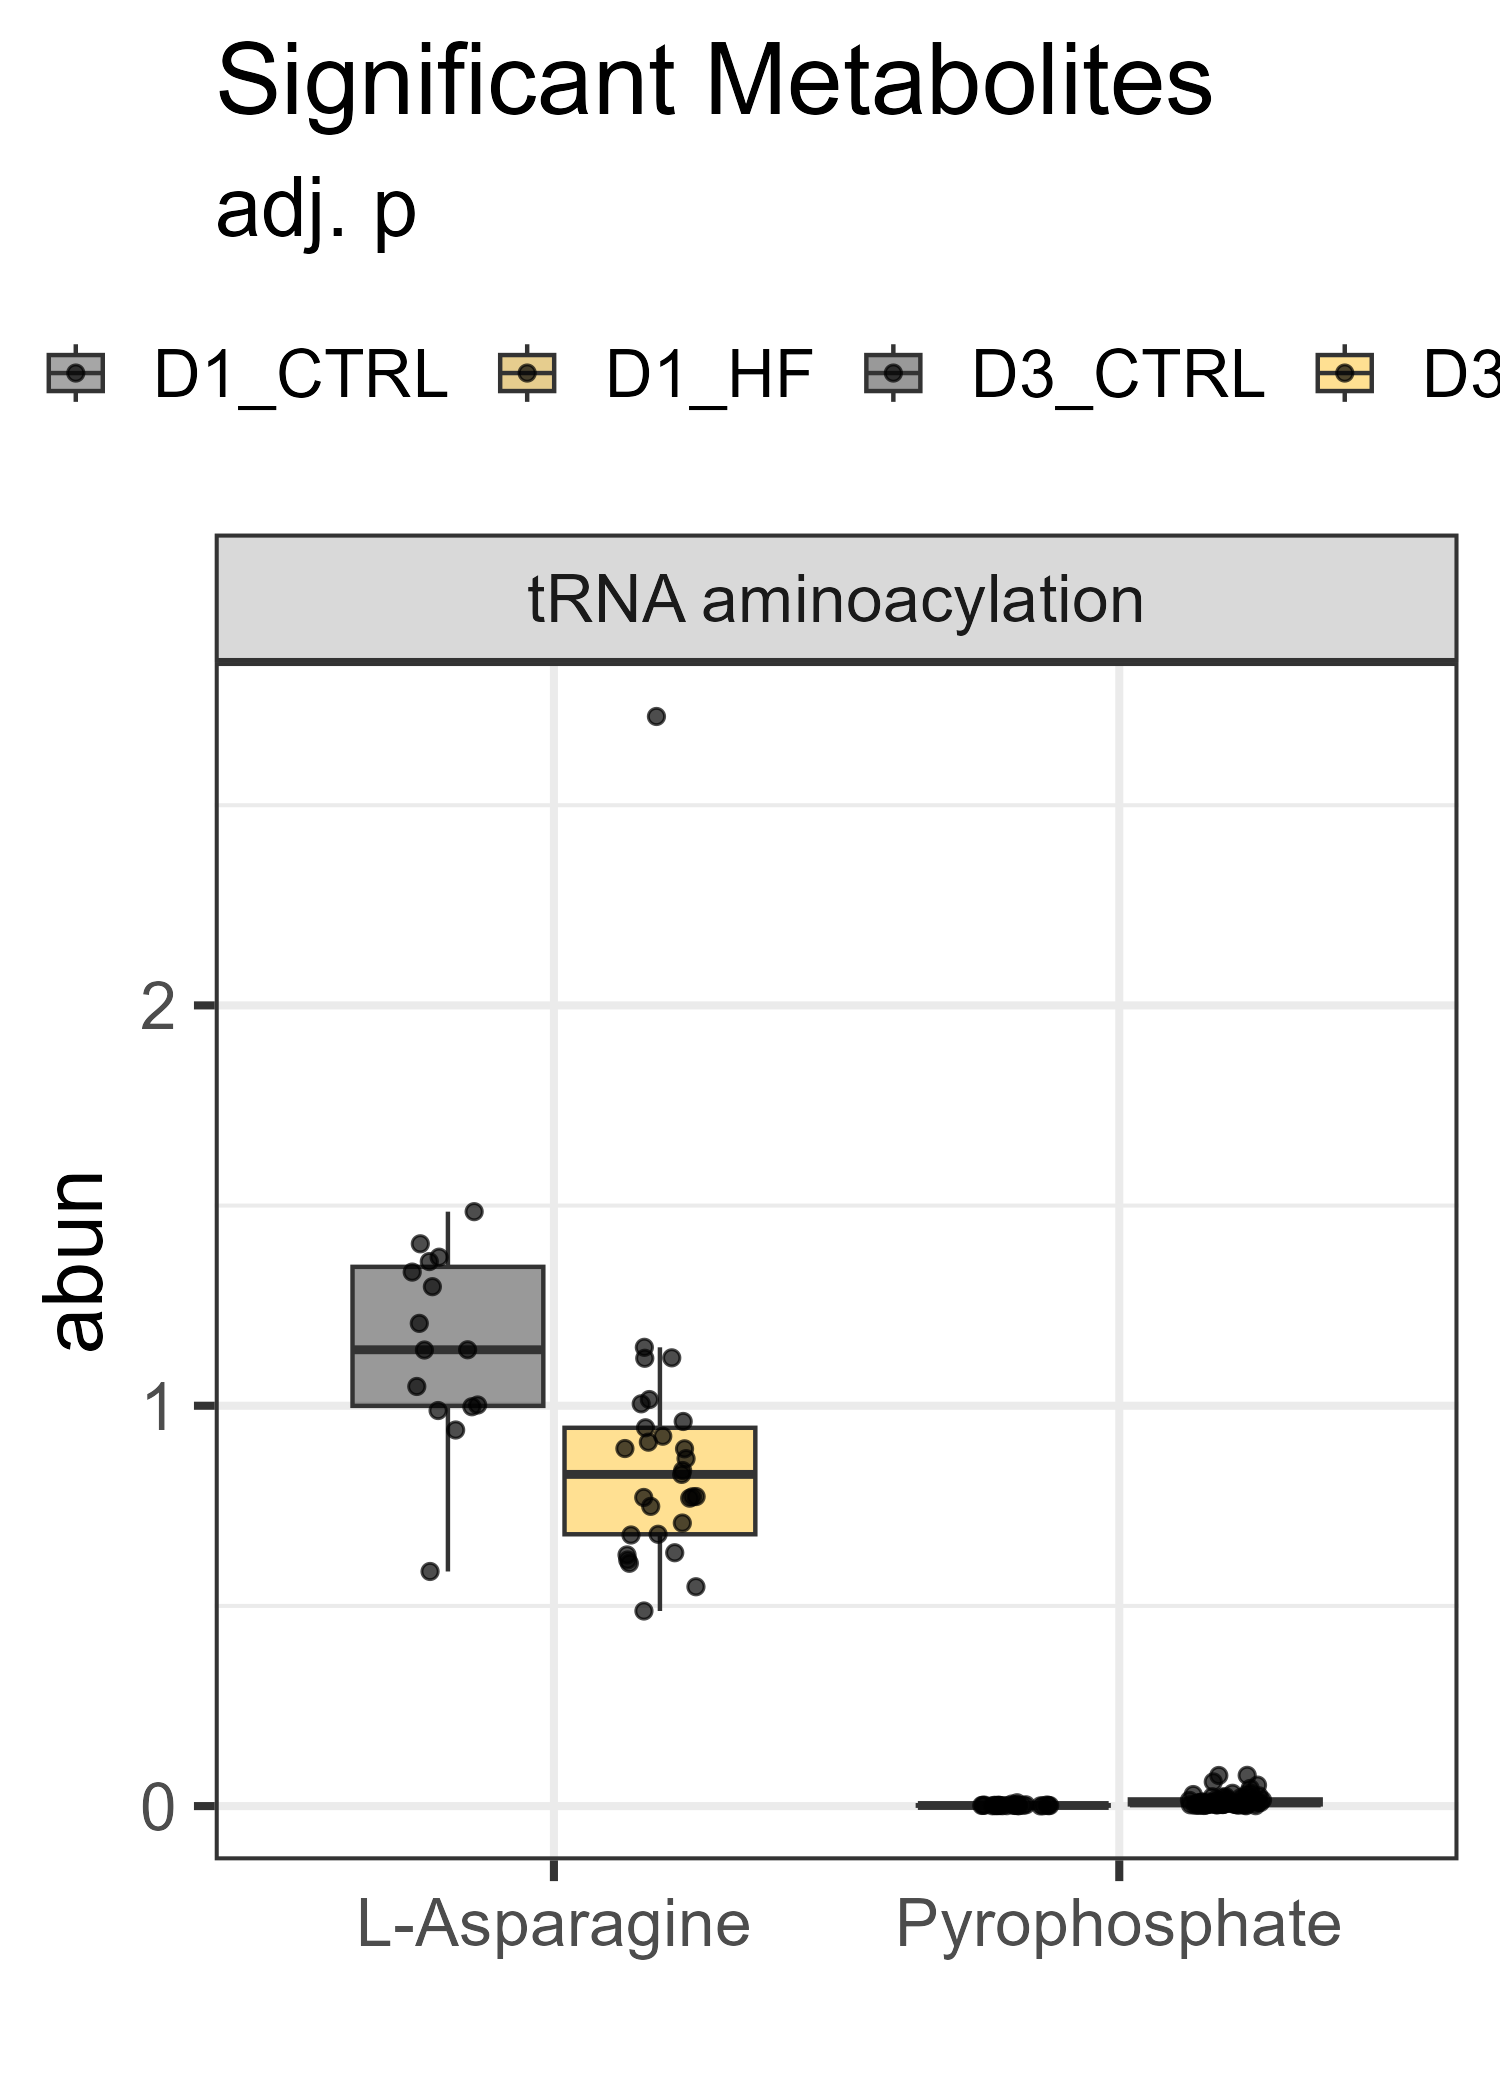 Significant Metabolites
adj. p
D1_CTRL D1_HF D3_CTRL D3
tRNA aminoacylation
abun
2
1
0
L-Asparagine Pyrophosphate